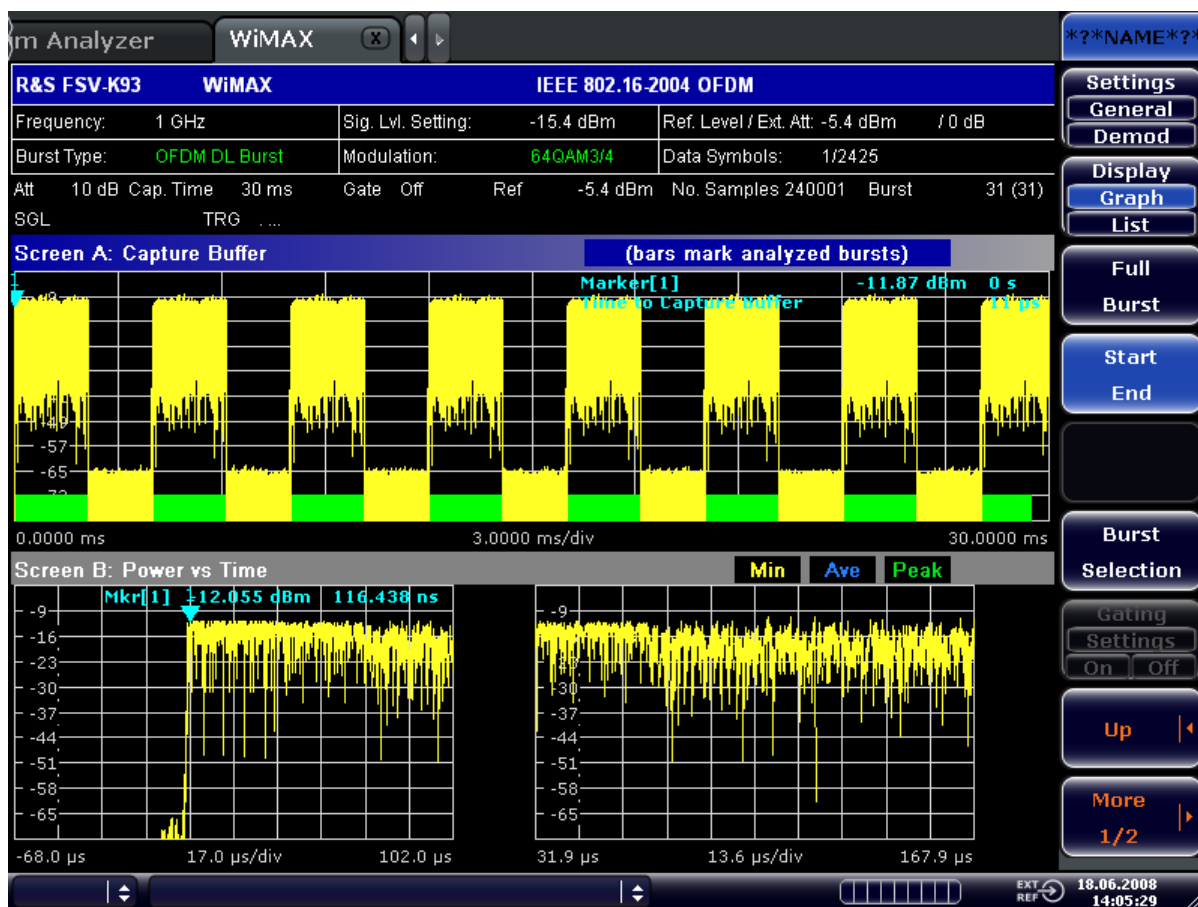 m Analyzer WiMAX X
*?*NAME*?*
R&S FSV-K93 WiMAX IEEE 802.16-2004 OFDM
Frequency: 1 GHz Sig. Lvl. Setting: -15.4 dBm Ref. Level / Ext. Att: -5.4 dBm / 0 dB
Burst Type: OFDM DL Burst Modulation: 64QAM3/4 Data Symbols: 1/2425
Att 10 dB Cap. Time 30 ms Gate Off Ref -5.4 dBm No. Samples 240001 Burst 31 (31)
SGL TRG . ...
Screen A: Capture Buffer (bars mark analyzed bursts)
Marker[1] -11.87 dBm 0 s
Time to Capture Buffer 11 µs
1
-9
-49
-57
-65
-73
0.0000 ms 3.0000 ms/div 30.0000 ms
Screen B: Power vs Time Min Ave Peak
Mkr[1] -12.055 dBm 116.438 ns
-9
-16
-23
-30
-37
-44
-51
-58
-65
-68.0 µs 17.0 µs/div 102.0 µs
-9
-30
-37
-44
-51
-58
-65
31.9 µs 13.6 µs/div 167.9 µs
Settings
General
Demod
Display
Graph
List
Full
Burst
Start
End
Burst
Selection
Gating
Settings
On Off
Up
More
1/2
EXT
REF
18.06.2008
14:05:29